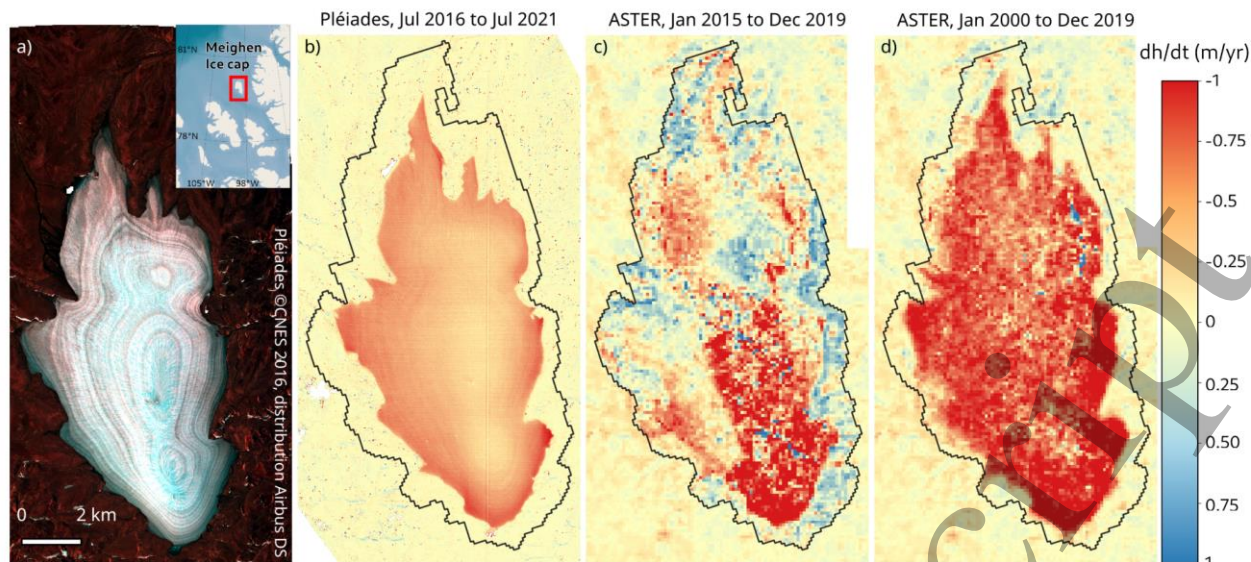 Pléiades, Jul 2016 to Jul 2021
ASTER, Jan 2015 to Dec 2019
ASTER, Jan 2000 to Dec 2019
a)
81°N
Meighen
Ice cap
78°N
105°W
98°W
b)
c)
d)
dh/dt (m/yr)
-1
-0.75
-0.5
-0.25
0
0.25
0.50
0.75
1
Pléiades, ©CNES 2016, distribution Airbus DS
0
2 km
cript